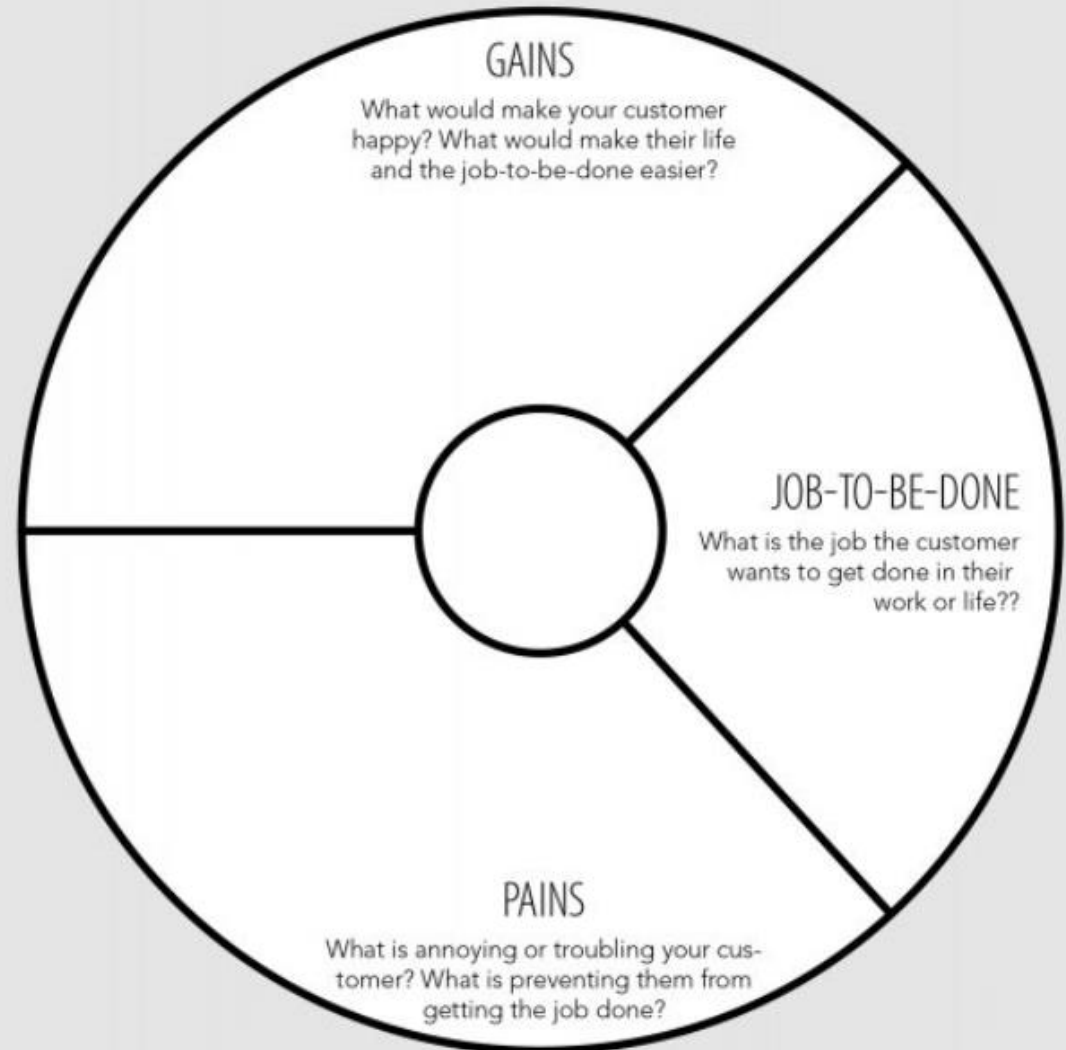 GAINS
What would make your customer
happy? What would make their life
and the job-to-be-done easier?
JOB-TO-BE-DONE
What is the job the customer
wants to get done in their
work or life??
PAINS
What is annoying or troubling your cus-
tomer? What is preventing them from
getting the job done?